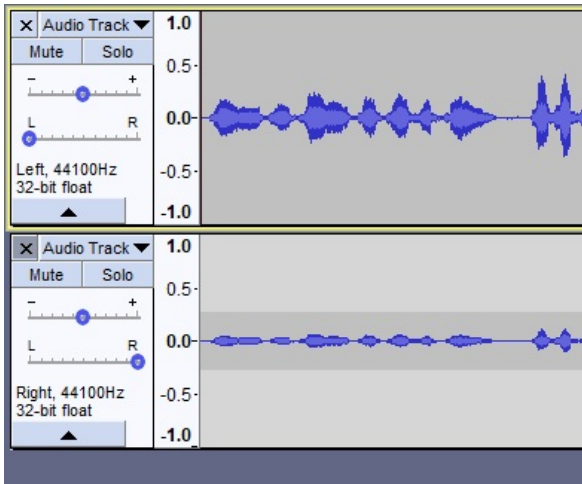 × Audio Track ▼ 1.0
Mute Solo 0.5-
- +
0.0-
L R
Left, 44100Hz -0.5-
32-bit float
▲ -1.0
× Audio Track ▼ 1.0
Mute Solo 0.5-
- +
0.0-
L R
Right, 44100Hz -0.5-
32-bit float
▲ -1.0